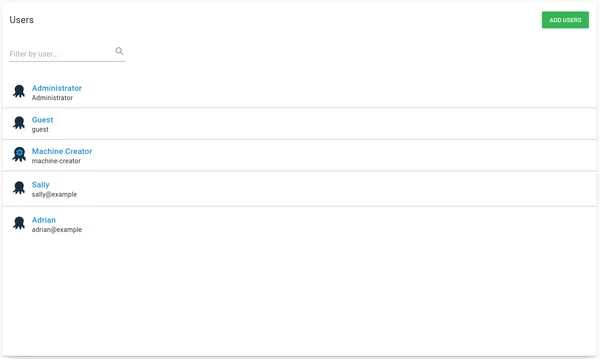 Users
ADD USERS
Filter by user...
Administrator
Administrator
Guest
guest
Machine Creator
machine-creator
Sally
sally@example
Adrian
adrian@example